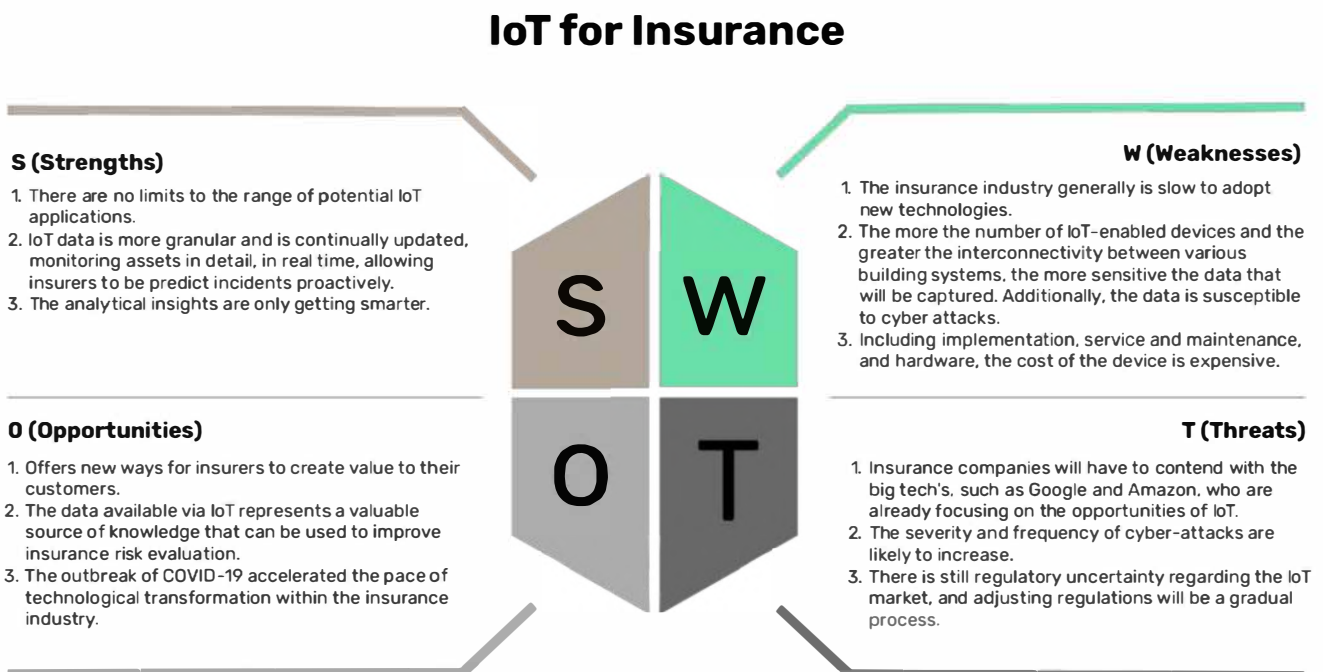 IoT for Insurance
S (Strengths)
1. There are no limits to the range of potential IoT
applications.
2. IoT data is more granular and is continually updated,
monitoring assets in detail, in real time, allowing
insurers to be predict incidents proactively.
3. The analytical insights are only getting smarter.
W (Weaknesses)
1. The insurance industry generally is slow to adopt
new technologies.
2. The more the number of IoT-enabled devices and the
greater the interconnectivity between various
building systems, the more sensitive the data that
will be captured. Additionally, the data is susceptible
to cyber attacks.
3. Including implementation, service and maintenance,
and hardware, the cost of the device is expensive.
S
W
O
T
O (Opportunities)
1. Offers new ways for insurers to create value to their
customers.
2. The data available via IoT represents a valuable
source of knowledge that can be used to improve
insurance risk evaluation.
3. The outbreak of COVID-19 accelerated the pace of
technological transformation within the insurance
industry.
T (Threats)
1. Insurance companies will have to contend with the
big tech's, such as Google and Amazon, who are
already focusing on the opportunities of IoT.
2. The severity and frequency of cyber-attacks are
likely to increase.
3. There is still regulatory uncertainty regarding the IoT
market, and adjusting regulations will be a gradual
process.